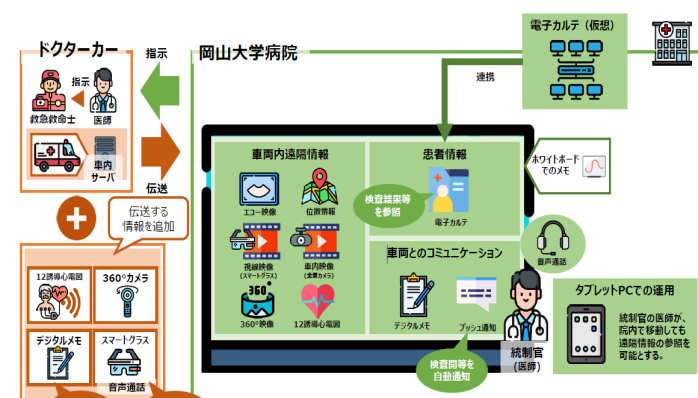 ドクターカー
指示
岡山大学病院
電子カルテ（仮想）
連携
指示
救急救命士
医師
車内
サーバ
伝送
伝送する
情報を追加
12誘導心電図
360°カメラ
デジタルメモ
スマートグラス
音声通話
車両内遠隔情報
エコー映像
位置情報
視線映像
(スマートグラス)
車内映像
(全景カメラ)
360°
360°映像
12誘導心電図
患者情報
検査結果等
を参照
電子カルテ
車両とのコミュニケーション
デジタルメモ
プッシュ通知
検査開等を
自動通知
ホワイトボード
でのメモ
音声通話
統制官
(医師)
タブレットPCでの運用
統制官の医師が、
院内で移動しても
遠隔情報の参照を
可能とする。